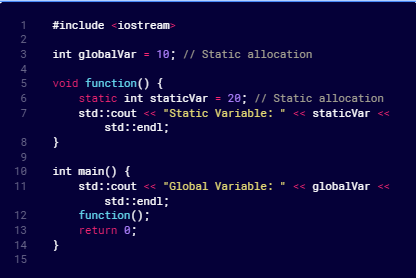 1 #include <iostream>
2
3 int globalVar = 10; // Static allocation
4
5 void function() {
6 static int staticVar = 20; // Static allocation
7 std::cout << "Static Variable: " << staticVar <<
std::endl;
8 }
9
10 int main() {
11 std::cout << "Global Variable: " << globalVar <<
std::endl;
12 function();
13 return 0;
14 }
15